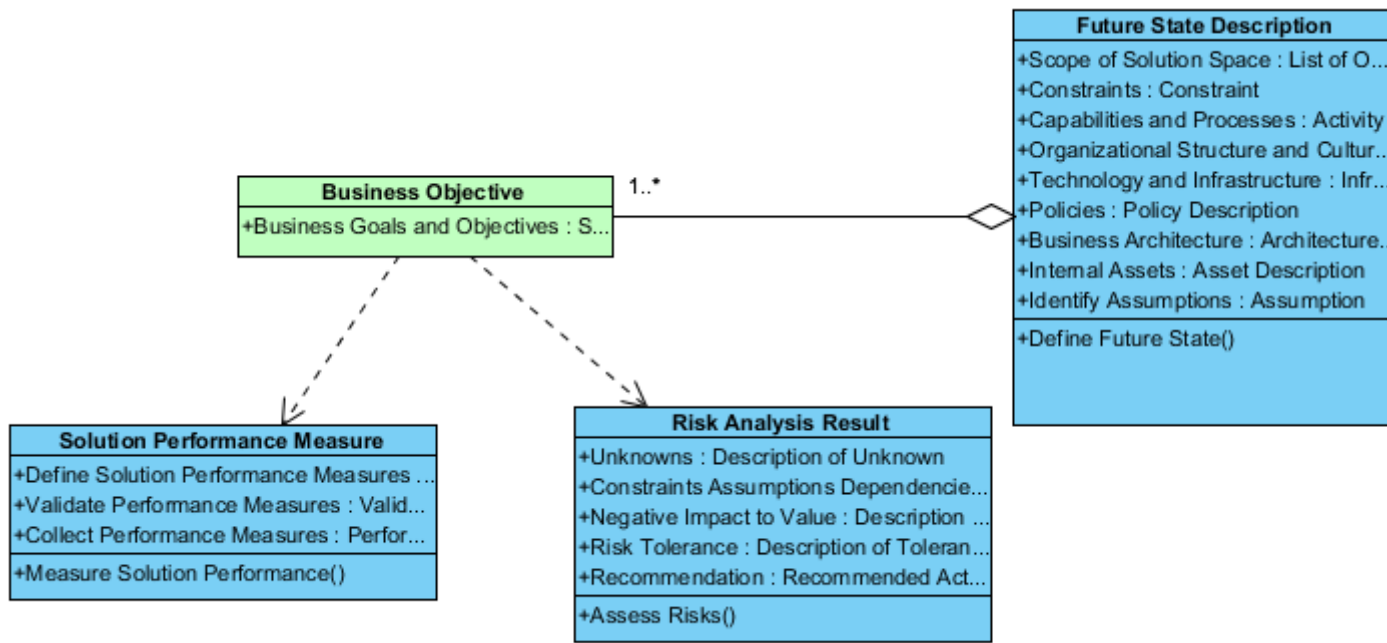 Future State Description
+Scope of Solution Space : List of O...
+Constraints : Constraint
+Capabilities and Processes : Activity
+Organizational Structure and Cultur...
+Technology and Infrastructure : Infr...
+Policies : Policy Description
+Business Architecture : Architecture...
+Internal Assets : Asset Description
+Identify Assumptions : Assumption
+Define Future State()
1..*
Business Objective
+Business Goals and Objectives : S...
Solution Performance Measure
+Define Solution Performance Measures ...
+Validate Performance Measures : Valid...
+Collect Performance Measures : Perfor...
+Measure Solution Performance()
Risk Analysis Result
+Unknowns : Description of Unknown
+Constraints Assumptions Dependencie...
+Negative Impact to Value : Description ...
+Risk Tolerance : Description of Toleran...
+Recommendation : Recommended Act...
+Assess Risks()